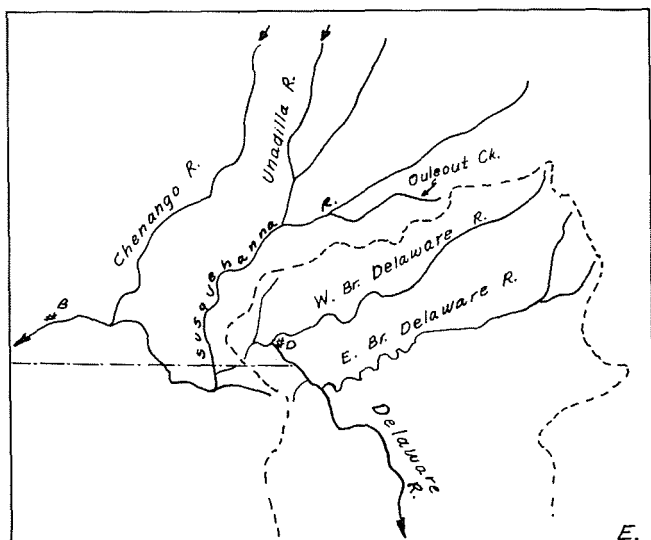 Chenango R.
Unadilla R.
Ouleout Ck.
Susquehanna R.
W. Br. Delaware R.
#B
#D
E. Br. Delaware R.
Delaware R.
E.